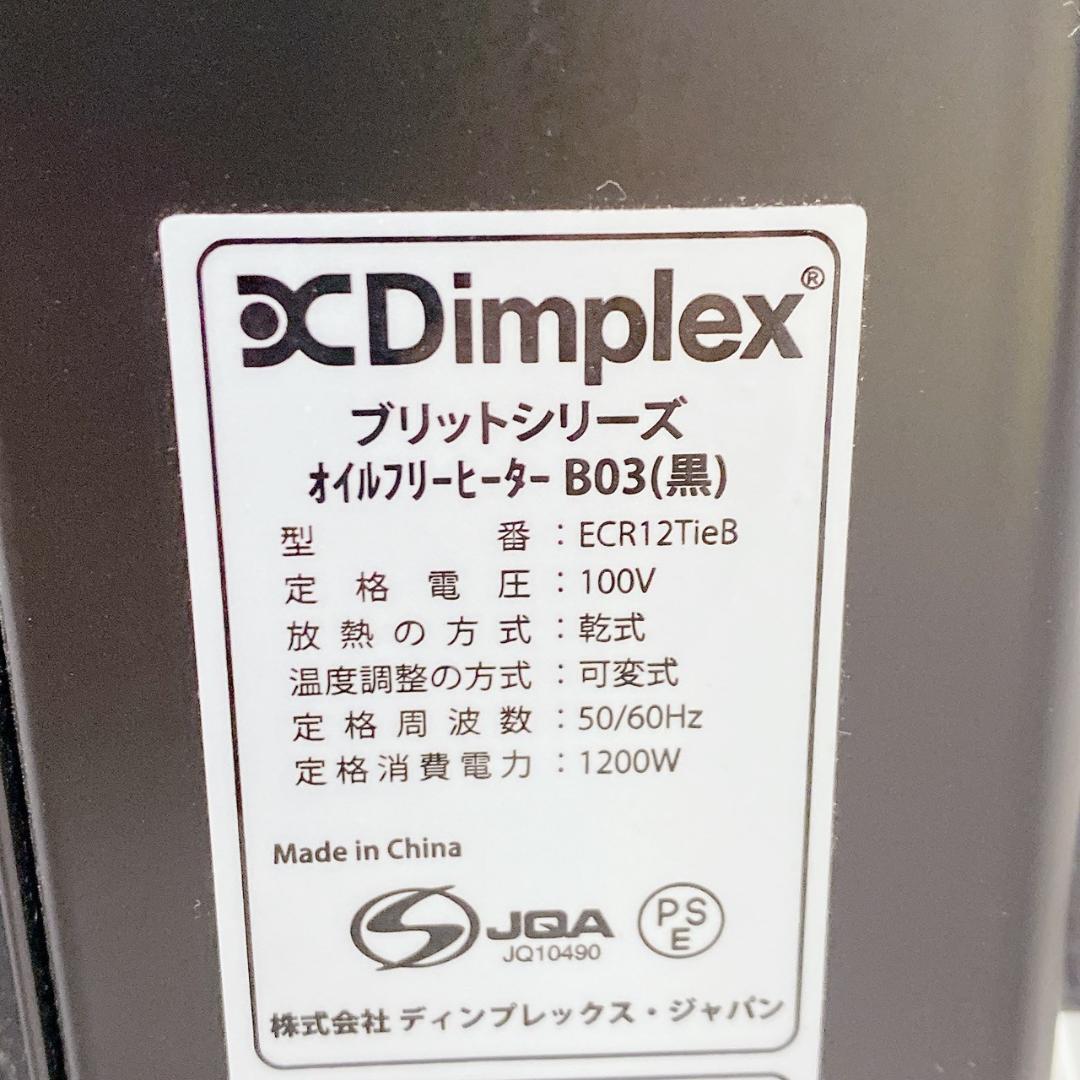 Dimplex®
ブリットシリーズ
オイルフリーヒーター B03(黒)
型番：ECR12TieB
定格電圧：100V
放熱の方式：乾式
温度調整の方式：可変式
定格周波数：50/60Hz
定格消費電力：1200W
Made in China
S JQA
JQ10490
PSE
株式会社 ディンプレックス・ジャパン